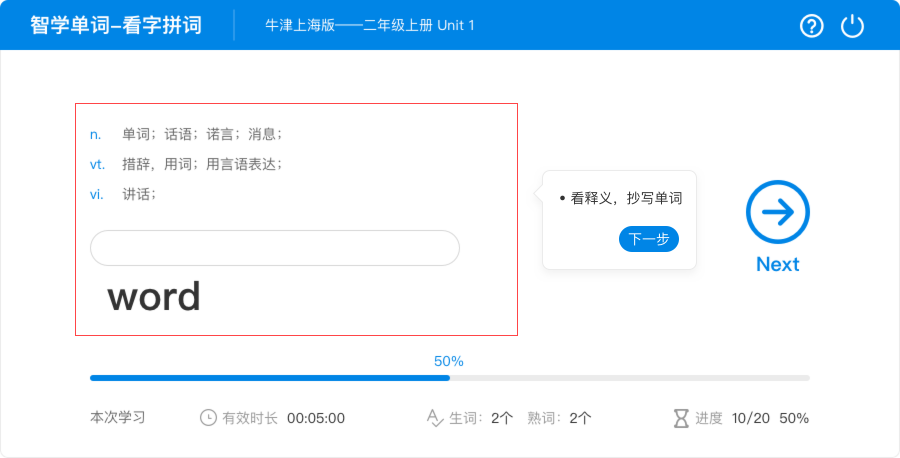 智学单词-看字拼词
牛津上海版——二年级上册 Unit 1
n. 单词；话语；诺言；消息；
vt. 措辞，用词；用言语表达；
vi. 讲话；
word
• 看释义，抄写单词
下一步
Next
50%
本次学习 有效时长 00:05:00 生词：2个 熟词：2个 进度 10/20 50%